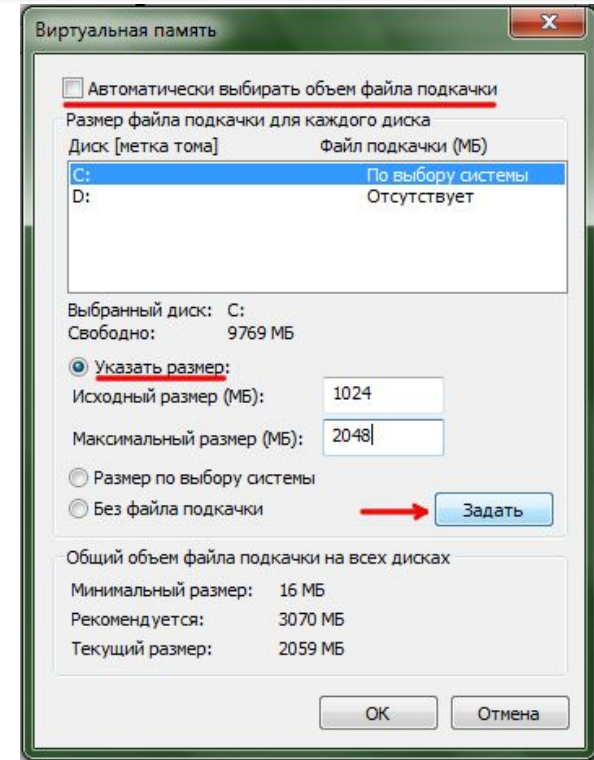 Виртуальная память
Автоматически выбирать объем файла подкачки
Размер файла подкачки для каждого диска
Диск [метка тома] Файл подкачки (МБ)
C: По выбору системы
D: Отсутствует
Выбранный диск: C:
Свободно: 9769 МБ
Указать размер:
Исходный размер (МБ): 1024
Максимальный размер (МБ): 2048
Размер по выбору системы
Без файла подкачки Задать
Общий объем файла подкачки на всех дисках
Минимальный размер: 16 МБ
Рекомендуется: 3070 МБ
Текущий размер: 2059 МБ
ОК Отмена